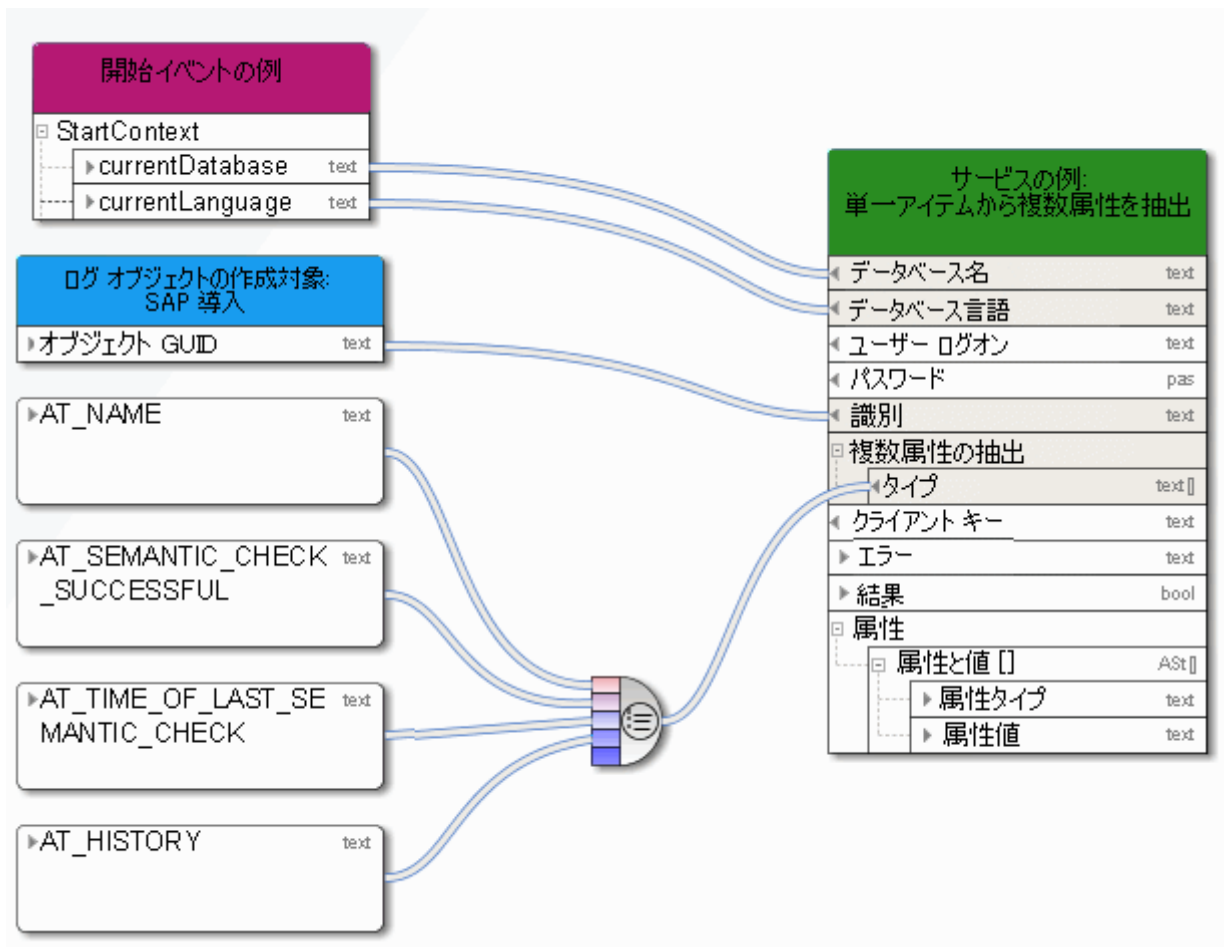 開始イベントの例
StartContext
currentDatabase text
currentLanguage text
ログ オブジェクトの作成対象:
SAP 導入
オブジェクト GUID text
AT_NAME text
AT_SEMANTIC_CHECK text
_SUCCESSFUL
AT_TIME_OF_LAST_SE text
MANTIC_CHECK
AT_HISTORY text
サービスの例:
単一アイテムから複数属性を抽出
データベース名 text
データベース言語 text
ユーザー ログオン text
パスワード pas
識別 text
複数属性の抽出
タイプ text[]
クライアント キー text
エラー text
結果 bool
属性
属性と値 [] ASt[]
属性タイプ text
属性値 text